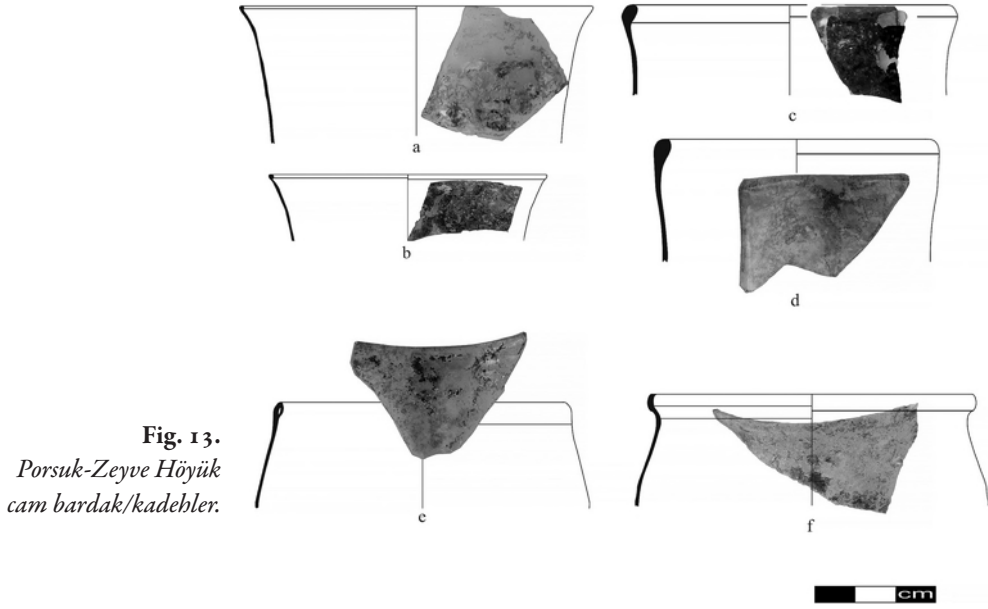 a
c
b
d
e
f
Fig. 13.
Porsuk-Zeyve Höyük
cam bardak/kadehler.
cm